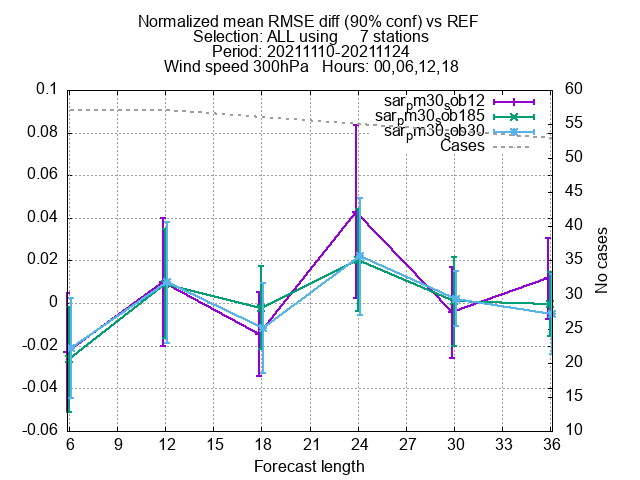 Normalized mean RMSE diff (90% conf) vs REF
Selection: ALL using 7 stations
Period: 20211110-20211124
Wind speed 300hPa Hours: 00,06,12,18
0.1
0.08
0.06
0.04
0.02
0
-0.02
-0.04
-0.06
60
55
50
45
40
35
30
25
20
15
10
No cases
sarpm30sob12
sarpm30sob185
sarpm30sob30
Cases
6 9 12 15 18 21 24 27 30 33 36
Forecast length